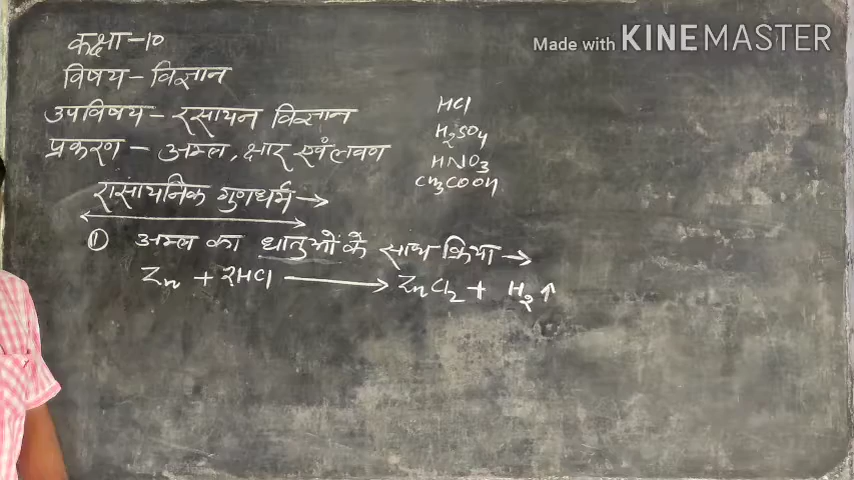 Made with KINEMASTER
कक्षा-10
विषय-विज्ञान
उपविषय-रसायन विज्ञान
प्रकरण-अम्ल, क्षार एवं लवण
HCl
H₂SO₄
HNO₃
CH₃COOH
रासायनिक गुणधर्म→
① अम्ल का धातुओं के साथ क्रिया→
Zn + 2HCl ⟶ ZnCl₂ + H₂↑